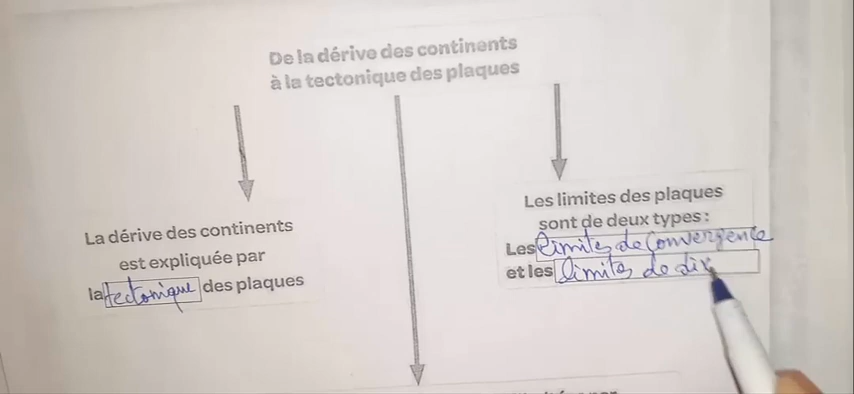 De la dérive des continents
à la tectonique des plaques
La dérive des continents
est expliquée par
la tectonique des plaques
Les limites des plaques
sont de deux types :
Les limites de Convergente
et les limites de div